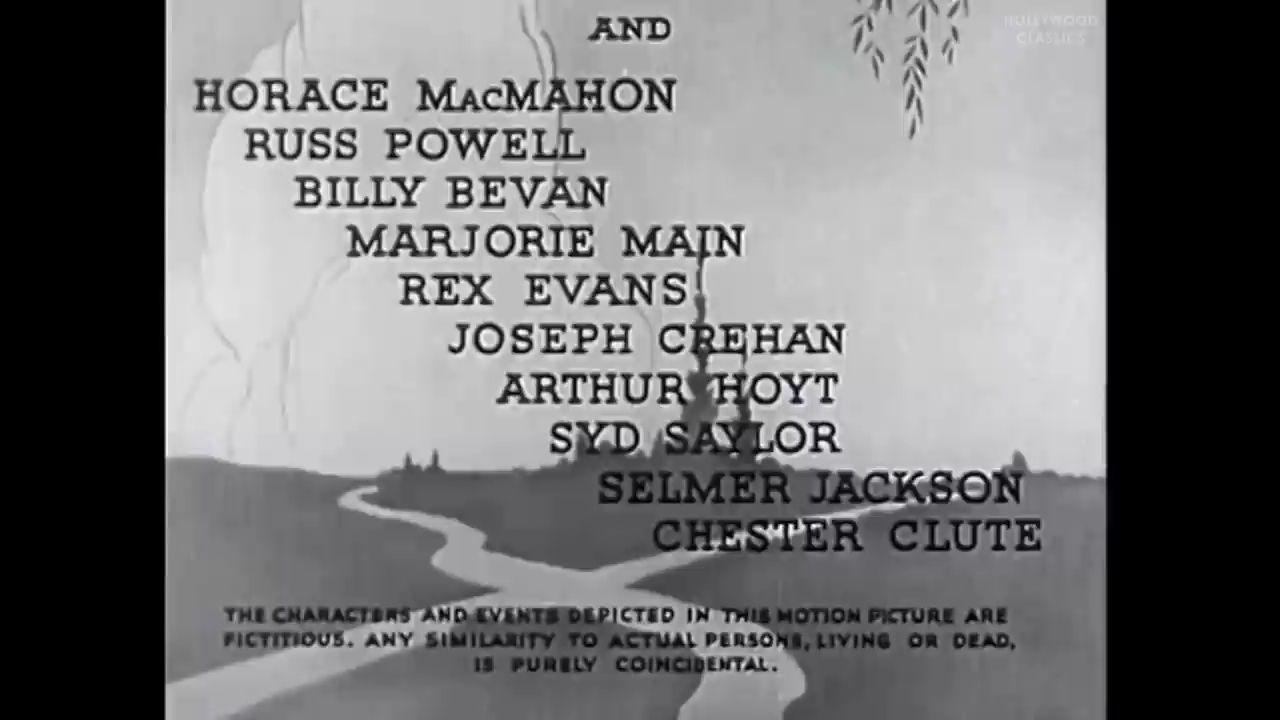 HOLLYWOOD
CLASSICS
AND
HORACE MacMAHON
RUSS POWELL
BILLY BEVAN
MARJORIE MAIN
REX EVANS
JOSEPH CREHAN
ARTHUR HOYT
SYD SAYLOR
SELMER JACKSON
CHESTER CLUTE
THE CHARACTERS AND EVENTS DEPICTED IN THIS MOTION PICTURE ARE
FICTITIOUS. ANY SIMILARITY TO ACTUAL PERSONS, LIVING OR DEAD,
IS PURELY COINCIDENTAL.